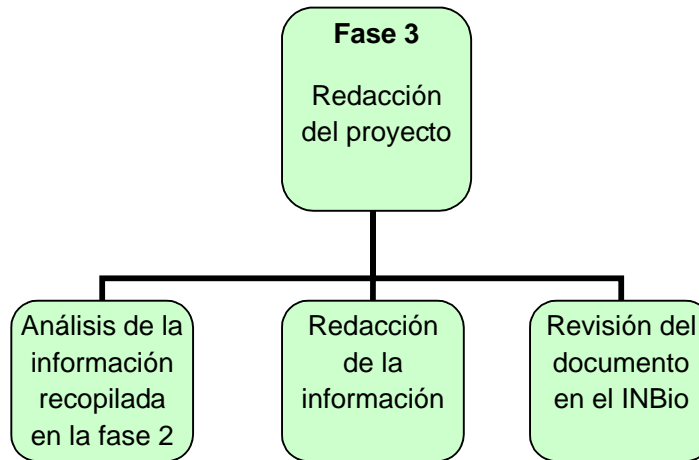 Fase 3
Redacción
del proyecto
Análisis de la
información
recopilada
en la fase 2
Redacción
de la
información
Revisión del
documento
en el INBio